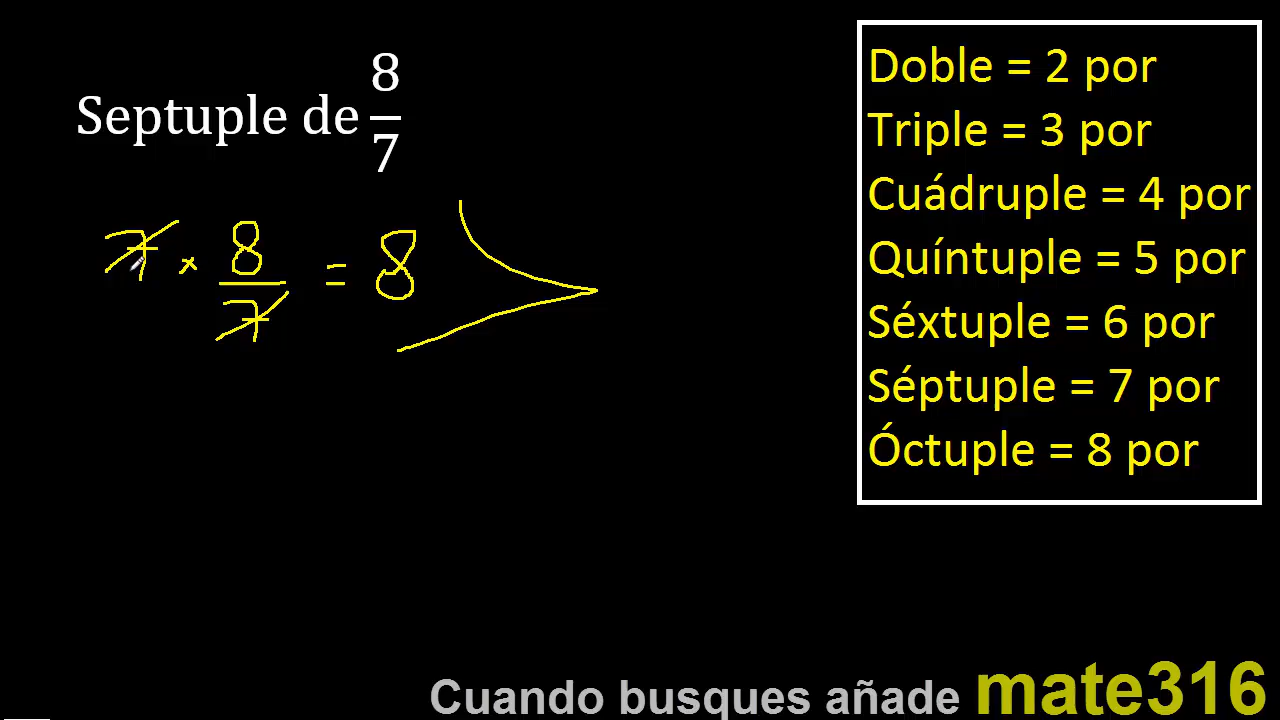 Septuple de 8/7
7 × 8/7 = 8
Doble = 2 por
Triple = 3 por
Cuádruple = 4 por
Quíntuple = 5 por
Séxtuple = 6 por
Séptuple = 7 por
Óctuple = 8 por
Cuando busques añade mate316